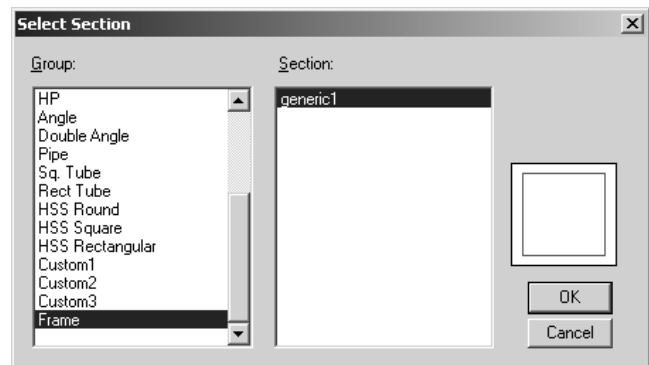 Select Section
Group:
Section:
HP
Angle
Double Angle
Pipe
Sq. Tube
Rect Tube
HSS Round
HSS Square
HSS Rectangular
Custom1
Custom2
Custom3
Frame
generic1
OK
Cancel